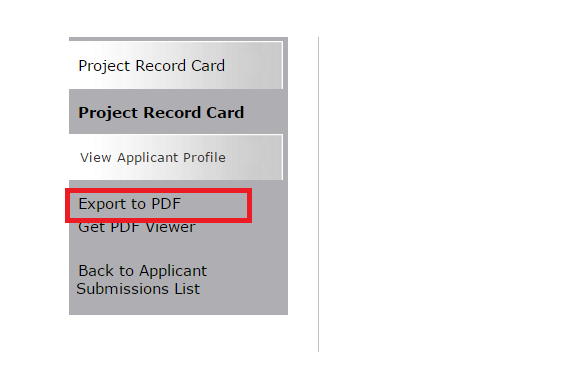 Project Record Card
Project Record Card
View Applicant Profile
Export to PDF
Get PDF Viewer
Back to Applicant
Submissions List